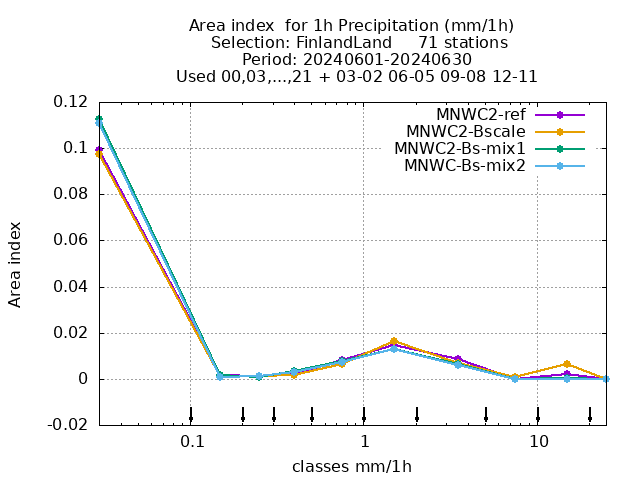 Area index  for 1h Precipitation (mm/1h)
Selection: FinlandLand     71 stations
Period: 20240601-20240630
Used 00,03,...,21 + 03-02 06-05 09-08 12-11
MNWC2-ref
MNWC2-Bscale
MNWC2-Bs-mix1
MNWC-Bs-mix2
0.12
0.1
0.08
0.06
0.04
0.02
0
-0.02
Area index
0.1 1 10
classes mm/1h